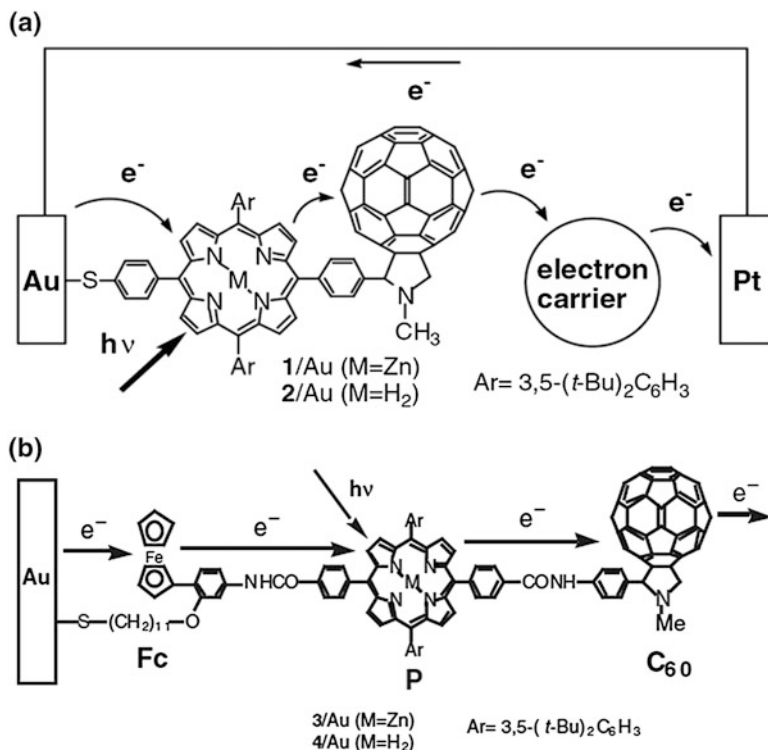 (a)
e⁻
e⁻
e⁻
e⁻
e⁻
Ar
Au
S
N
N
M
N
N
N
CH₃
electron
carrier
Pt
hν
Ar
1/Au (M=Zn)
2/Au (M=H₂)
Ar= 3,5-(t-Bu)₂C₆H₃
(b)
hν
e⁻
e⁻
e⁻
e⁻
Au
Fe
Ar
N
N
M
N
N
NHCO
CONH
N
Me
S
(CH₂)₁₁
O
Ar
Fc
P
C₆₀
3/Au (M=Zn)
4/Au (M=H₂)
Ar= 3,5-( t-Bu)₂C₆H₃